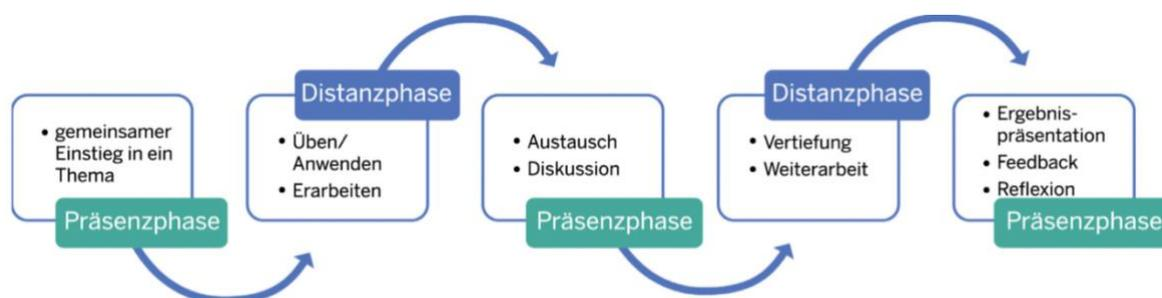 • gemeinsamer
Einstieg in ein
Thema
Präsenzphase
Distanzphase
• Üben/
Anwenden
• Erarbeiten
• Austausch
• Diskussion
Präsenzphase
Distanzphase
• Vertiefung
• Weiterarbeit
• Ergebnis-
präsentation
• Feedback
• Reflexion
Präsenzphase